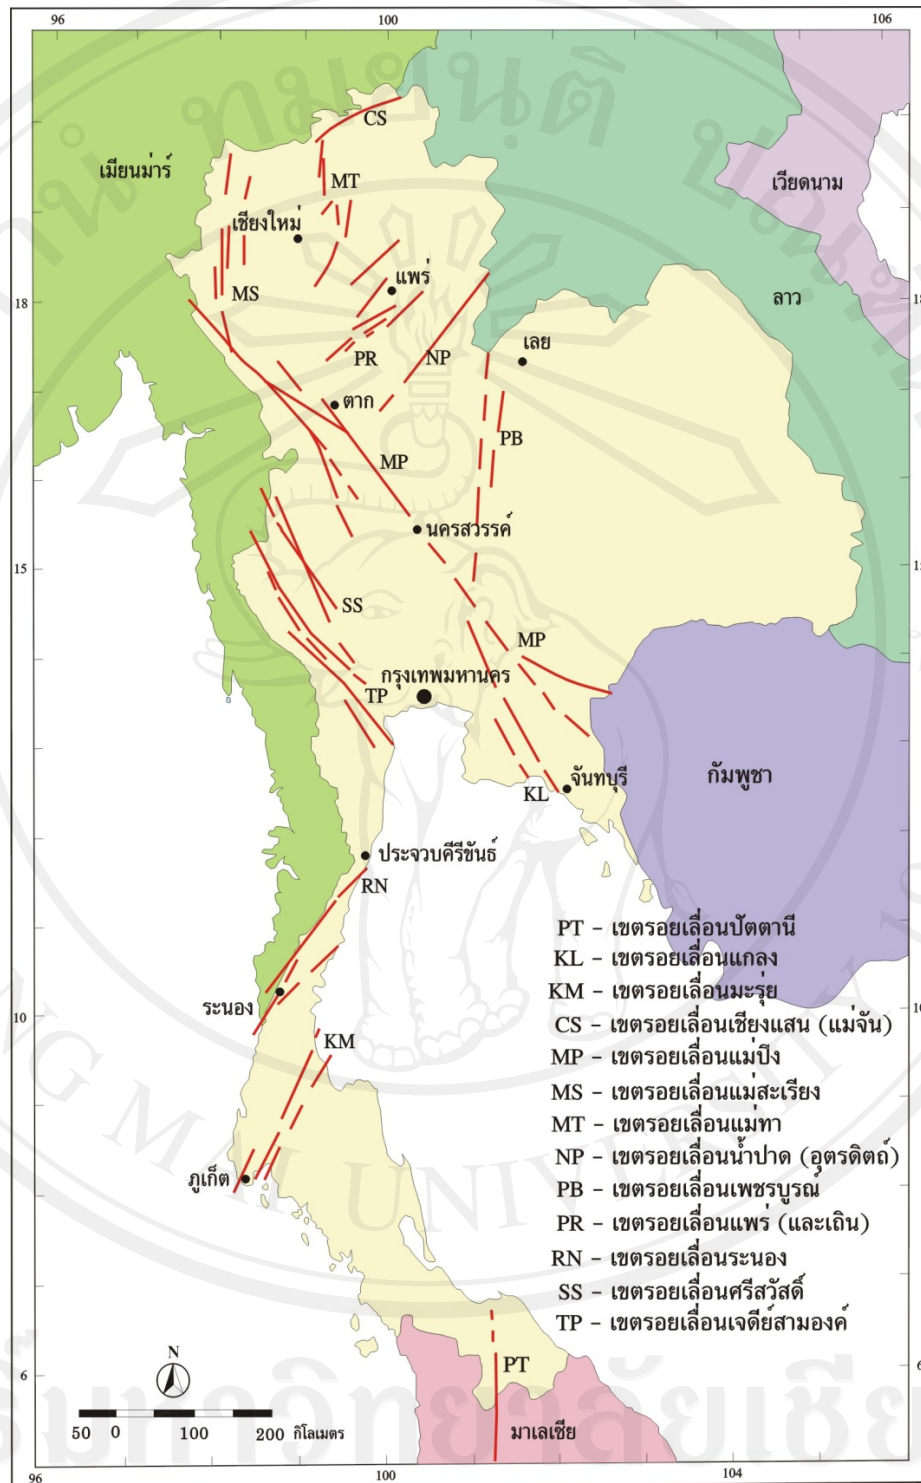 96
100
106
CS
เมียนม่าร์
MT
เวียดนาม
เชียงใหม่
MS
แพร่
ลาว
18
18
เลย
PR
NP
ตาก
PB
MP
นครสวรรค์
15
15
SS
MP
กรุงเทพมหานคร
TP
จันทบุรี
กัมพูชา
KL
ประจวบคีรีขันธ์
RN
PT – เขตรอยเลื่อนปัตตานี
KL – เขตรอยเลื่อนแกลง
ระนอง
KM – เขตรอยเลื่อนมะรุ่ย
10
10
CS – เขตรอยเลื่อนเชียงแสน (แม่จัน)
KM
MP – เขตรอยเลื่อนแม่ปิง
MS – เขตรอยเลื่อนแม่สะเรียง
MT – เขตรอยเลื่อนแม่ทา
NP – เขตรอยเลื่อนน้ำปาด (อุตรดิตถ์)
ภูเก็ต
PB – เขตรอยเลื่อนเพชรบูรณ์
PR – เขตรอยเลื่อนแพร่ (และเถิน)
RN – เขตรอยเลื่อนระนอง
SS – เขตรอยเลื่อนศรีสวัสดิ์
TP – เขตรอยเลื่อนเจดีย์สามองค์
N
6
PT
6
50 0 100 200 กิโลเมตร
มาเลเซีย
96
100
104